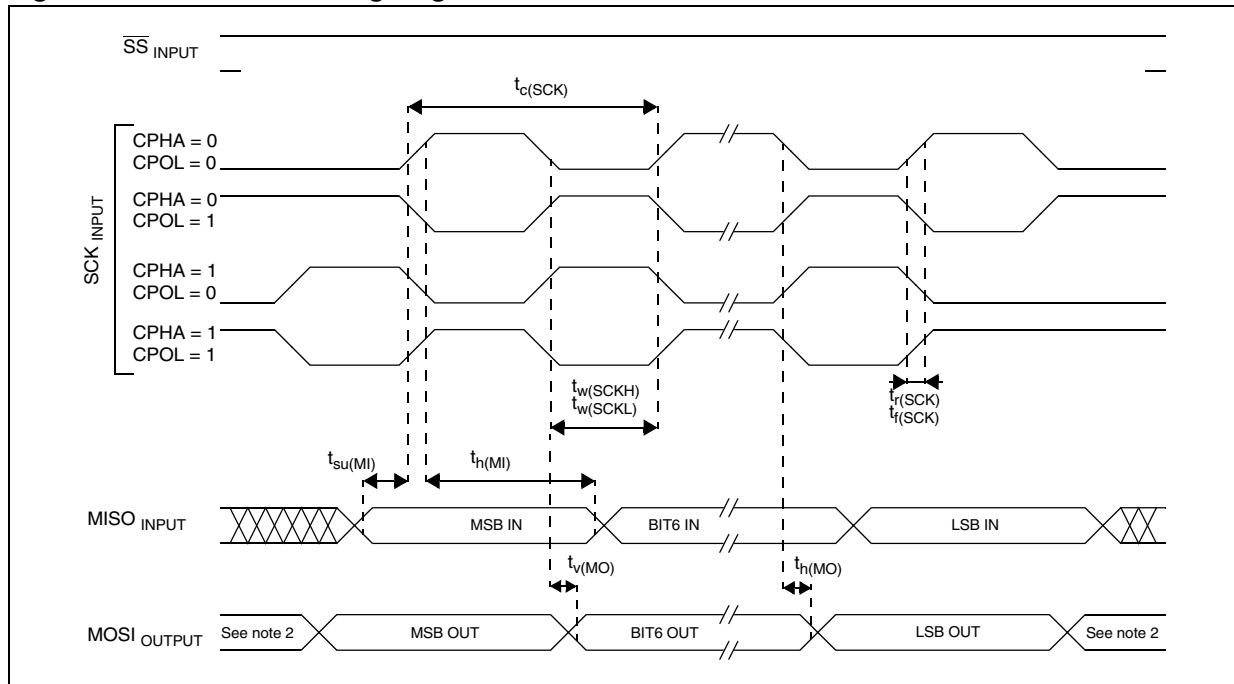 SS INPUT
tc(SCK)
SCK INPUT
CPHA = 0
CPOL = 0
CPHA = 0
CPOL = 1
CPHA = 1
CPOL = 0
CPHA = 1
CPOL = 1
tw(SCKH)
tw(SCKL)
tr(SCK)
tf(SCK)
tsu(MI)
th(MI)
MISO INPUT
MSB IN
BIT6 IN
LSB IN
tv(MO)
th(MO)
MOSI OUTPUT
See note 2
MSB OUT
BIT6 OUT
LSB OUT
See note 2